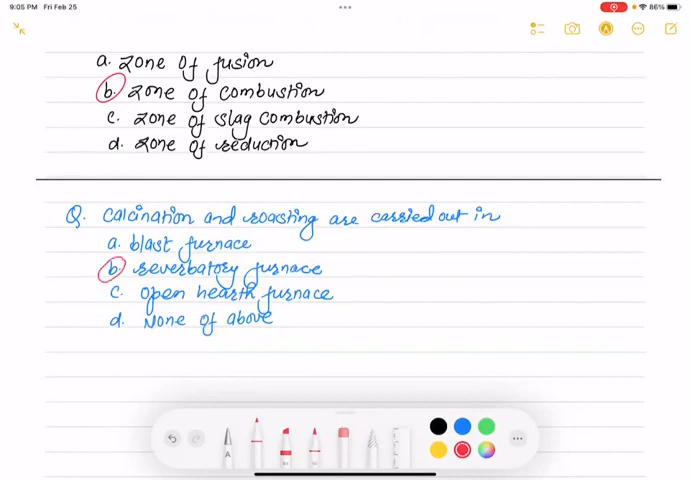 9:05 PM Fri Feb 25
86%
a. zone of fusion
b. zone of combustion
c. zone of slag combustion
d. zone of reduction
Q. Calcination and roasting are carried out in
a. blast furnace
b. reverbatory furnace
c. open hearth furnace
d. None of above
A